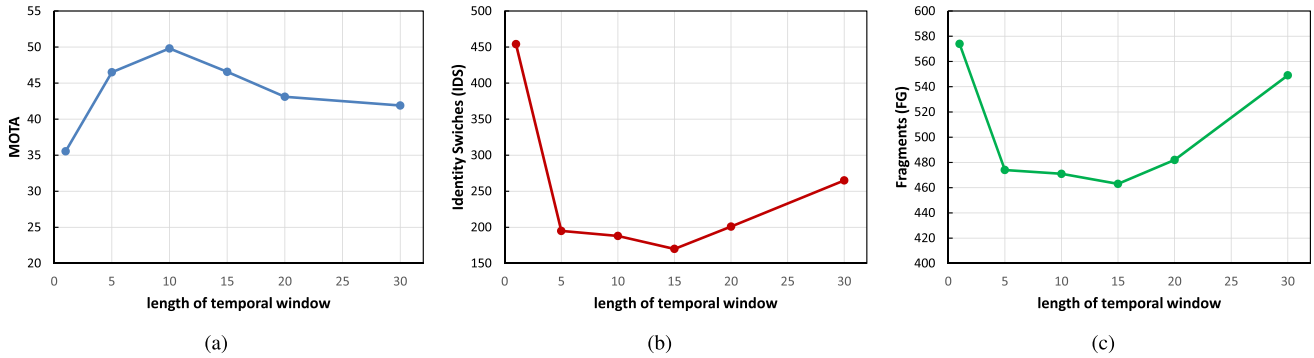 55
50
45
40
35
30
25
20
MOTA
0 5 10 15 20 25 30
length of temporal window
(a)
500
450
400
350
300
250
200
150
Identity Swiches (IDS)
0 5 10 15 20 25 30
length of temporal window
(b)
600
580
560
540
520
500
480
460
440
420
400
Fragments (FG)
0 5 10 15 20 25 30
length of temporal window
(c)